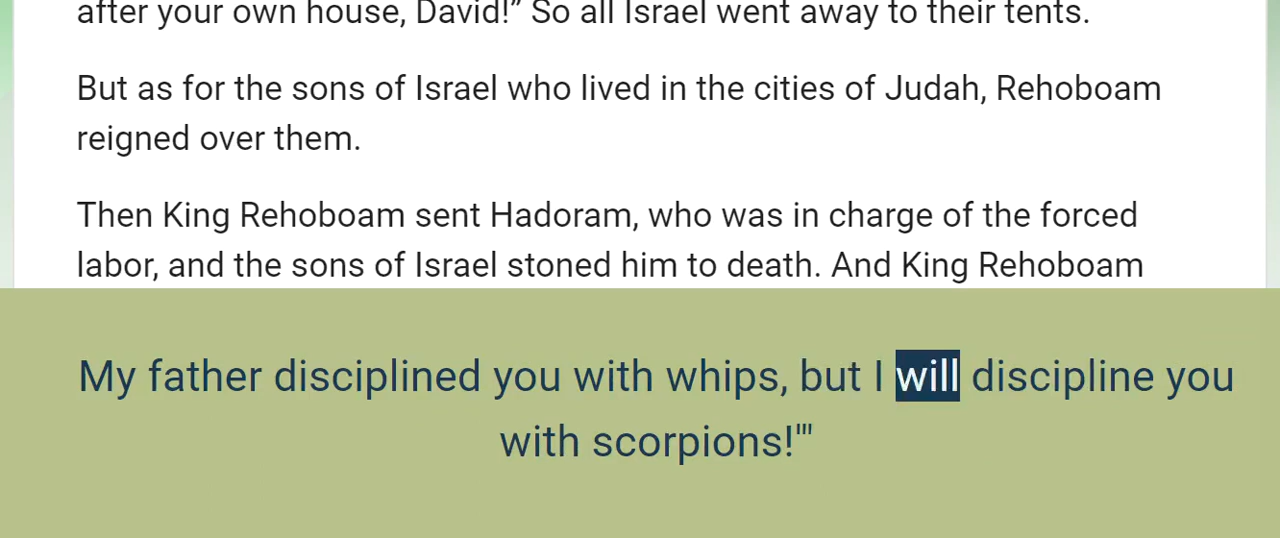 after your own house, David!” So all Israel went away to their tents.
But as for the sons of Israel who lived in the cities of Judah, Rehoboam
reigned over them.
Then King Rehoboam sent Hadoram, who was in charge of the forced
labor, and the sons of Israel stoned him to death. And King Rehoboam
My father disciplined you with whips, but I will discipline you
with scorpions!'"